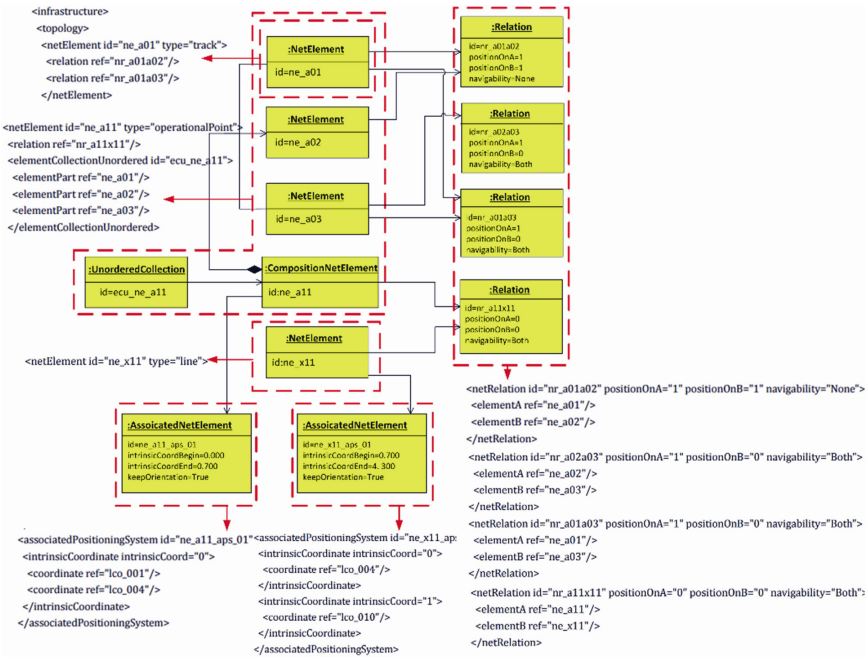 <infrastructure>
<topology>
<netElement id="ne_a01" type="track">
<relation ref="nr_a01a02"/>
<relation ref="nr_a01a03"/>
</netElement>
<netElement id="ne_a11" type="operationalPoint">
<relation ref="nr_a11x11"/>
<elementCollectionUnordered id="ecu_ne_a11">
<elementPart ref="ne_a01"/>
<elementPart ref="ne_a02"/>
<elementPart ref="ne_a03"/>
</elementCollectionUnordered>
:NetElement
id=ne_a01
:NetElement
id=ne_a02
:NetElement
id=ne_a03
:UnorderedCollection
id=ecu_ne_a11
:CompositionNetElement
id:ne_a11
:NetElement
id:ne_x11
<netElement id="ne_x11" type="line">
:Relation
id=nr_a01a02
positionOnA=1
positionOnB=1
navigability=None
:Relation
id=nr_a02a03
positionOnA=1
positionOnB=0
navigability=Both
:Relation
id=nr_a01a03
positionOnA=1
positionOnB=0
navigability=Both
:Relation
id=nr_a11x11
positionOnA=0
positionOnB=0
navigability=Both
:AssoicatedNetElement
id=ne_a11_aps_01
intrinsicCoordBegin=0.000
intrinsicCoordEnd=0.700
keepOrientation=True
:AssoicatedNetElement
id=ne_x11_aps_01
intrinsicCoordBegin=0.700
intrinsicCoordEnd=4.300
keepOrientation=True
<associatedPositioningSystem id="ne_a11_aps_01"
<intrinsicCoordinate intrinsicCoord="0">
<coordinate ref="lco_001"/>
<coordinate ref="lco_004"/>
</intrinsicCoordinate>
</associatedPositioningSystem>
<associatedPositioningSystem id="ne_x11_aps
<intrinsicCoordinate intrinsicCoord="0">
<coordinate ref="lco_004"/>
</intrinsicCoordinate>
<intrinsicCoordinate intrinsicCoord="1">
<coordinate ref="lco_010"/>
</intrinsicCoordinate>
</associatedPositioningSystem>
<netRelation id="nr_a01a02" positionOnA="1" positionOnB="1" navigability="None">
<elementA ref="ne_a01"/>
<elementB ref="ne_a02"/>
</netRelation>
<netRelation id="nr_a02a03" positionOnA="1" positionOnB="0" navigability="Both">
<elementA ref="ne_a02"/>
<elementB ref="ne_a03"/>
</netRelation>
<netRelation id="nr_a01a03" positionOnA="1" positionOnB="0" navigability="Both">
<elementA ref="ne_a01"/>
<elementB ref="ne_a03"/>
</netRelation>
<netRelation id="nr_a11x11" positionOnA="0" positionOnB="0" navigability="Both">
<elementA ref="ne_a11"/>
<elementB ref="ne_x11"/>
</netRelation>